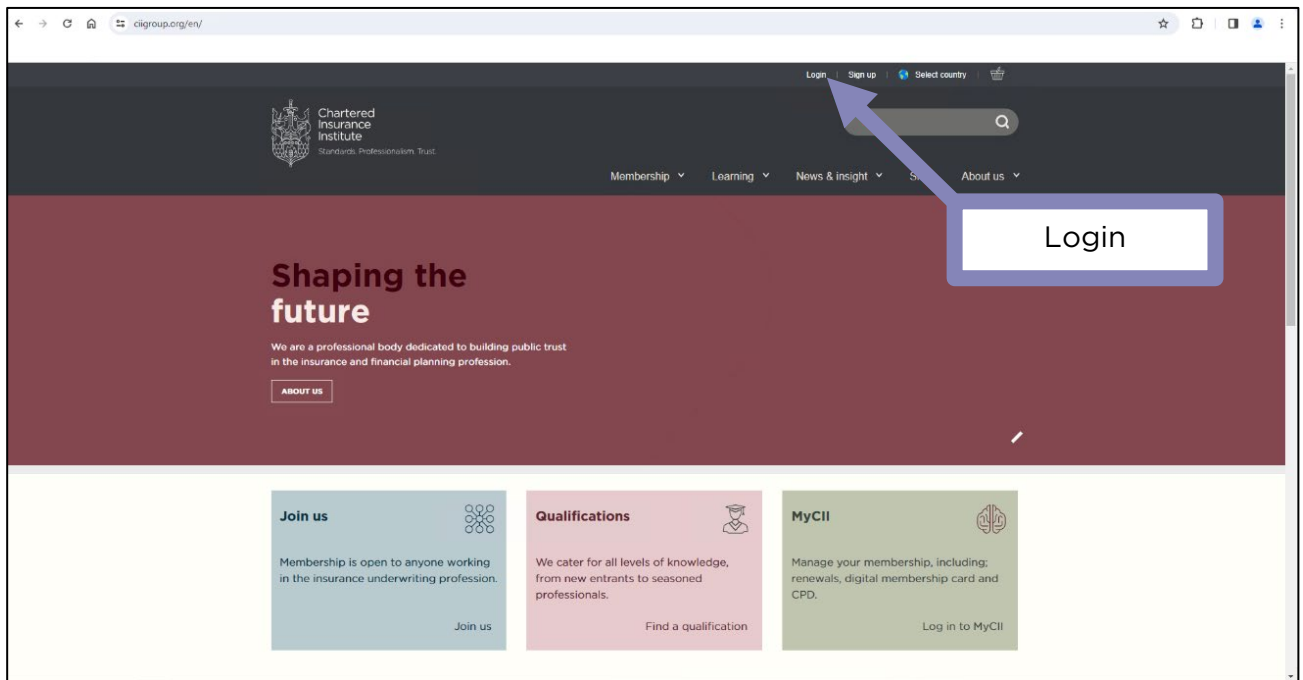 ciigroup.org/en/
Login Sign up Select country
Chartered
Insurance
Institute
Standards. Professionalism. Trust.
Membership Learning News & insight About us
Login
Shaping the
future
We are a professional body dedicated to building public trust
in the insurance and financial planning profession.
ABOUT US
Join us
Membership is open to anyone working
in the insurance underwriting profession.
Join us
Qualifications
We cater for all levels of knowledge,
from new entrants to seasoned
professionals.
Find a qualification
MyCII
Manage your membership, including;
renewals, digital membership card and
CPD.
Log in to MyCII